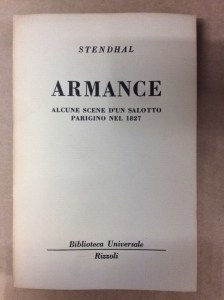 STENDHAL
ARMANCE
ALCUNE SCENE D'UN SALOTTO
PARIGINO NEL 1827
Biblioteca Universale
Rizzoli